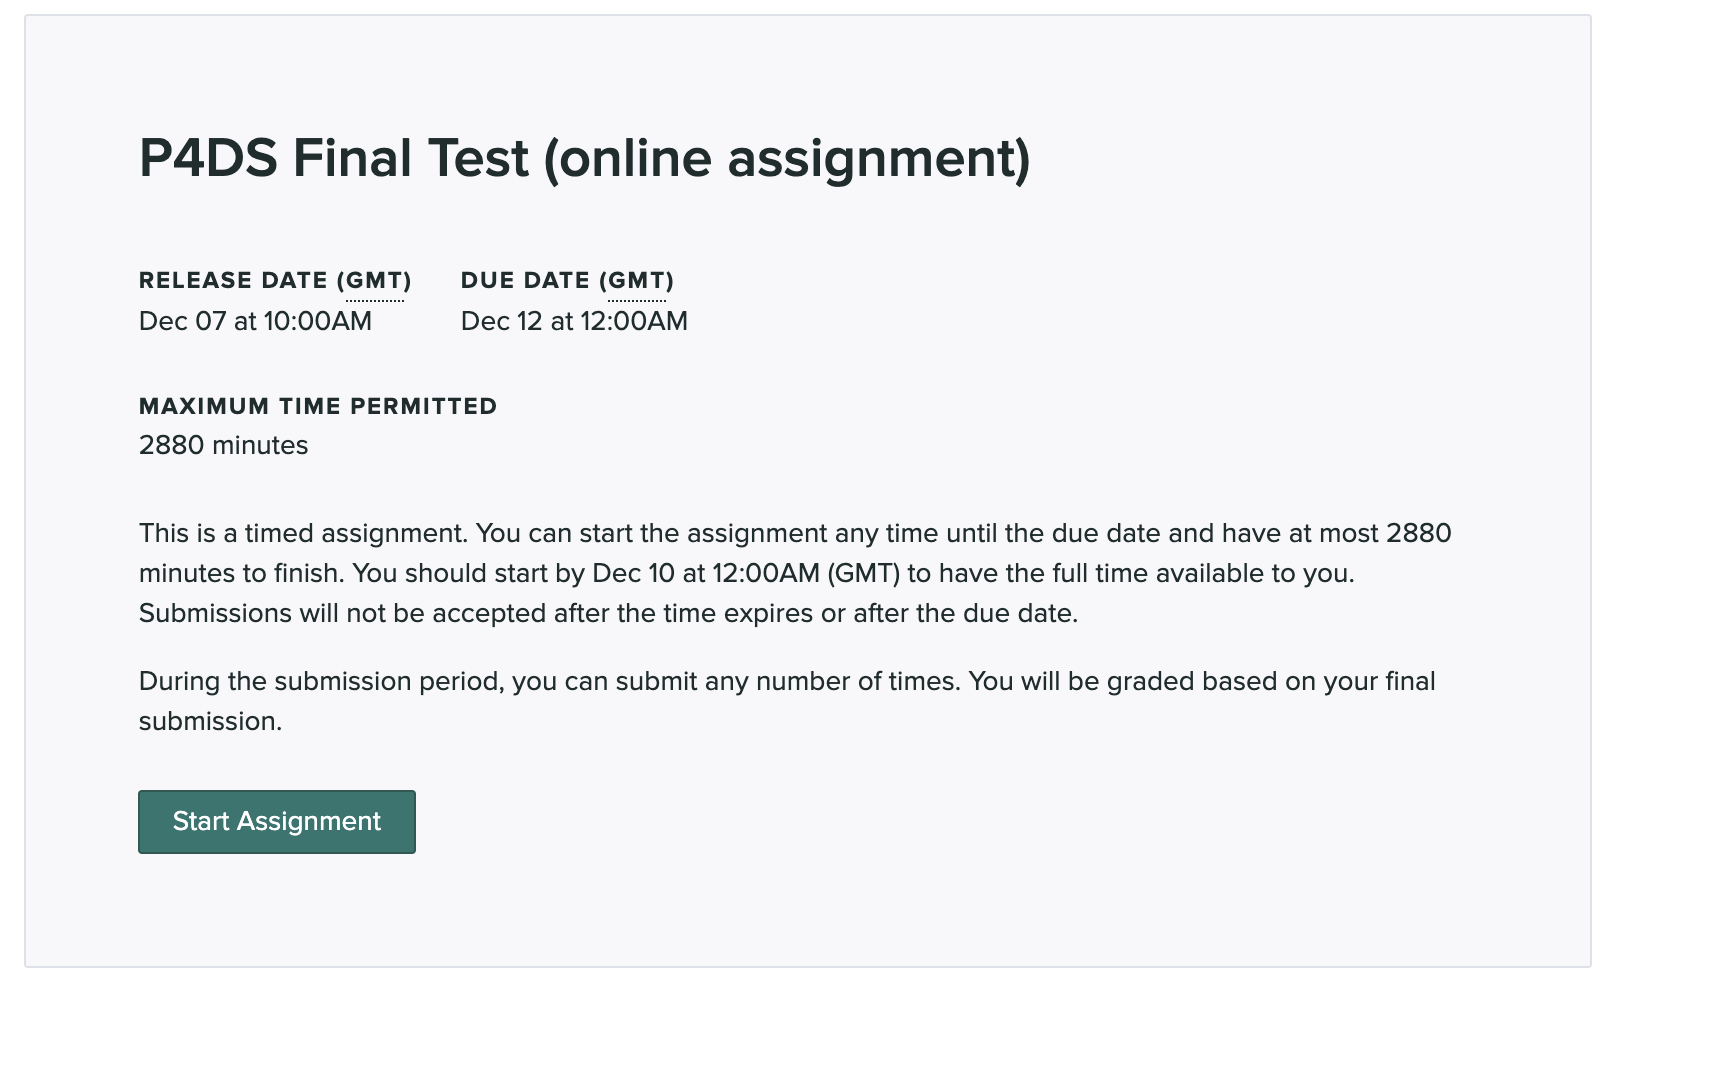 P4DS Final Test (online assignment)
RELEASE DATE (GMT) DUE DATE (GMT)
Dec 07 at 10:00AM Dec 12 at 12:00AM
MAXIMUM TIME PERMITTED
2880 minutes
This is a timed assignment. You can start the assignment any time until the due date and have at most 2880
minutes to finish. You should start by Dec 10 at 12:00AM (GMT) to have the full time available to you.
Submissions will not be accepted after the time expires or after the due date.
During the submission period, you can submit any number of times. You will be graded based on your final
submission.
Start Assignment